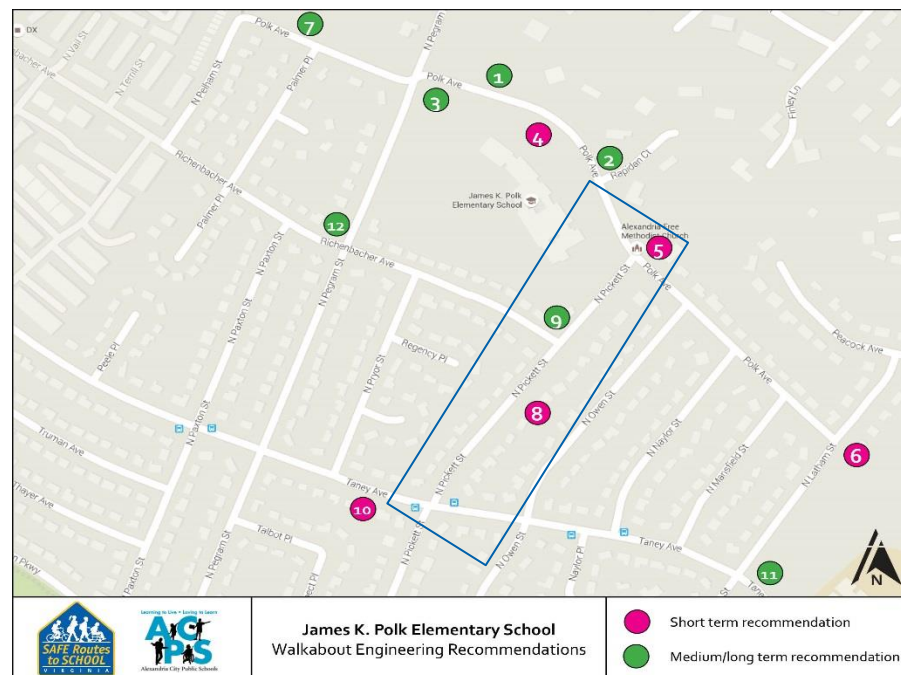 DX
7
Polk Ave
N Vail St
N Terrill St
N Pelham St
Palmer Pl
N Pegram
1
Polk Ave
3
4
Finley Ln
2
Polk Ave
Rapidan Ct
Richenbacher Ave
Palmer Pl
James K. Polk
Elementary School
Alexandria Free
Methodist Church
5
12
Richenbacher Ave
N Paxton St
N Pegram St
N Pickett St
Polk Ave
9
Peacock Ave
Peele Pl
N Paxton St
N Pryor St
Regency Pl
N Pickett St
8
N Owen St
Polk Ave
N Naylor St
N Mansfield St
N Latham St
6
Truman Ave
N Paxton St
Thayer Ave
Taney Ave
N Pickett St
10
N Paxton St
N Pegram St
Talbot Pl
N Pickett St
N Owen St
Naylor Pl
Taney Ave
11
N
SAFE Routes
to SCHOOL
VIRGINIA
Learning to Live • Loving to Learn
ACPS
Alexandria City Public Schools
James K. Polk Elementary School
Walkabout Engineering Recommendations
Short term recommendation
Medium/long term recommendation